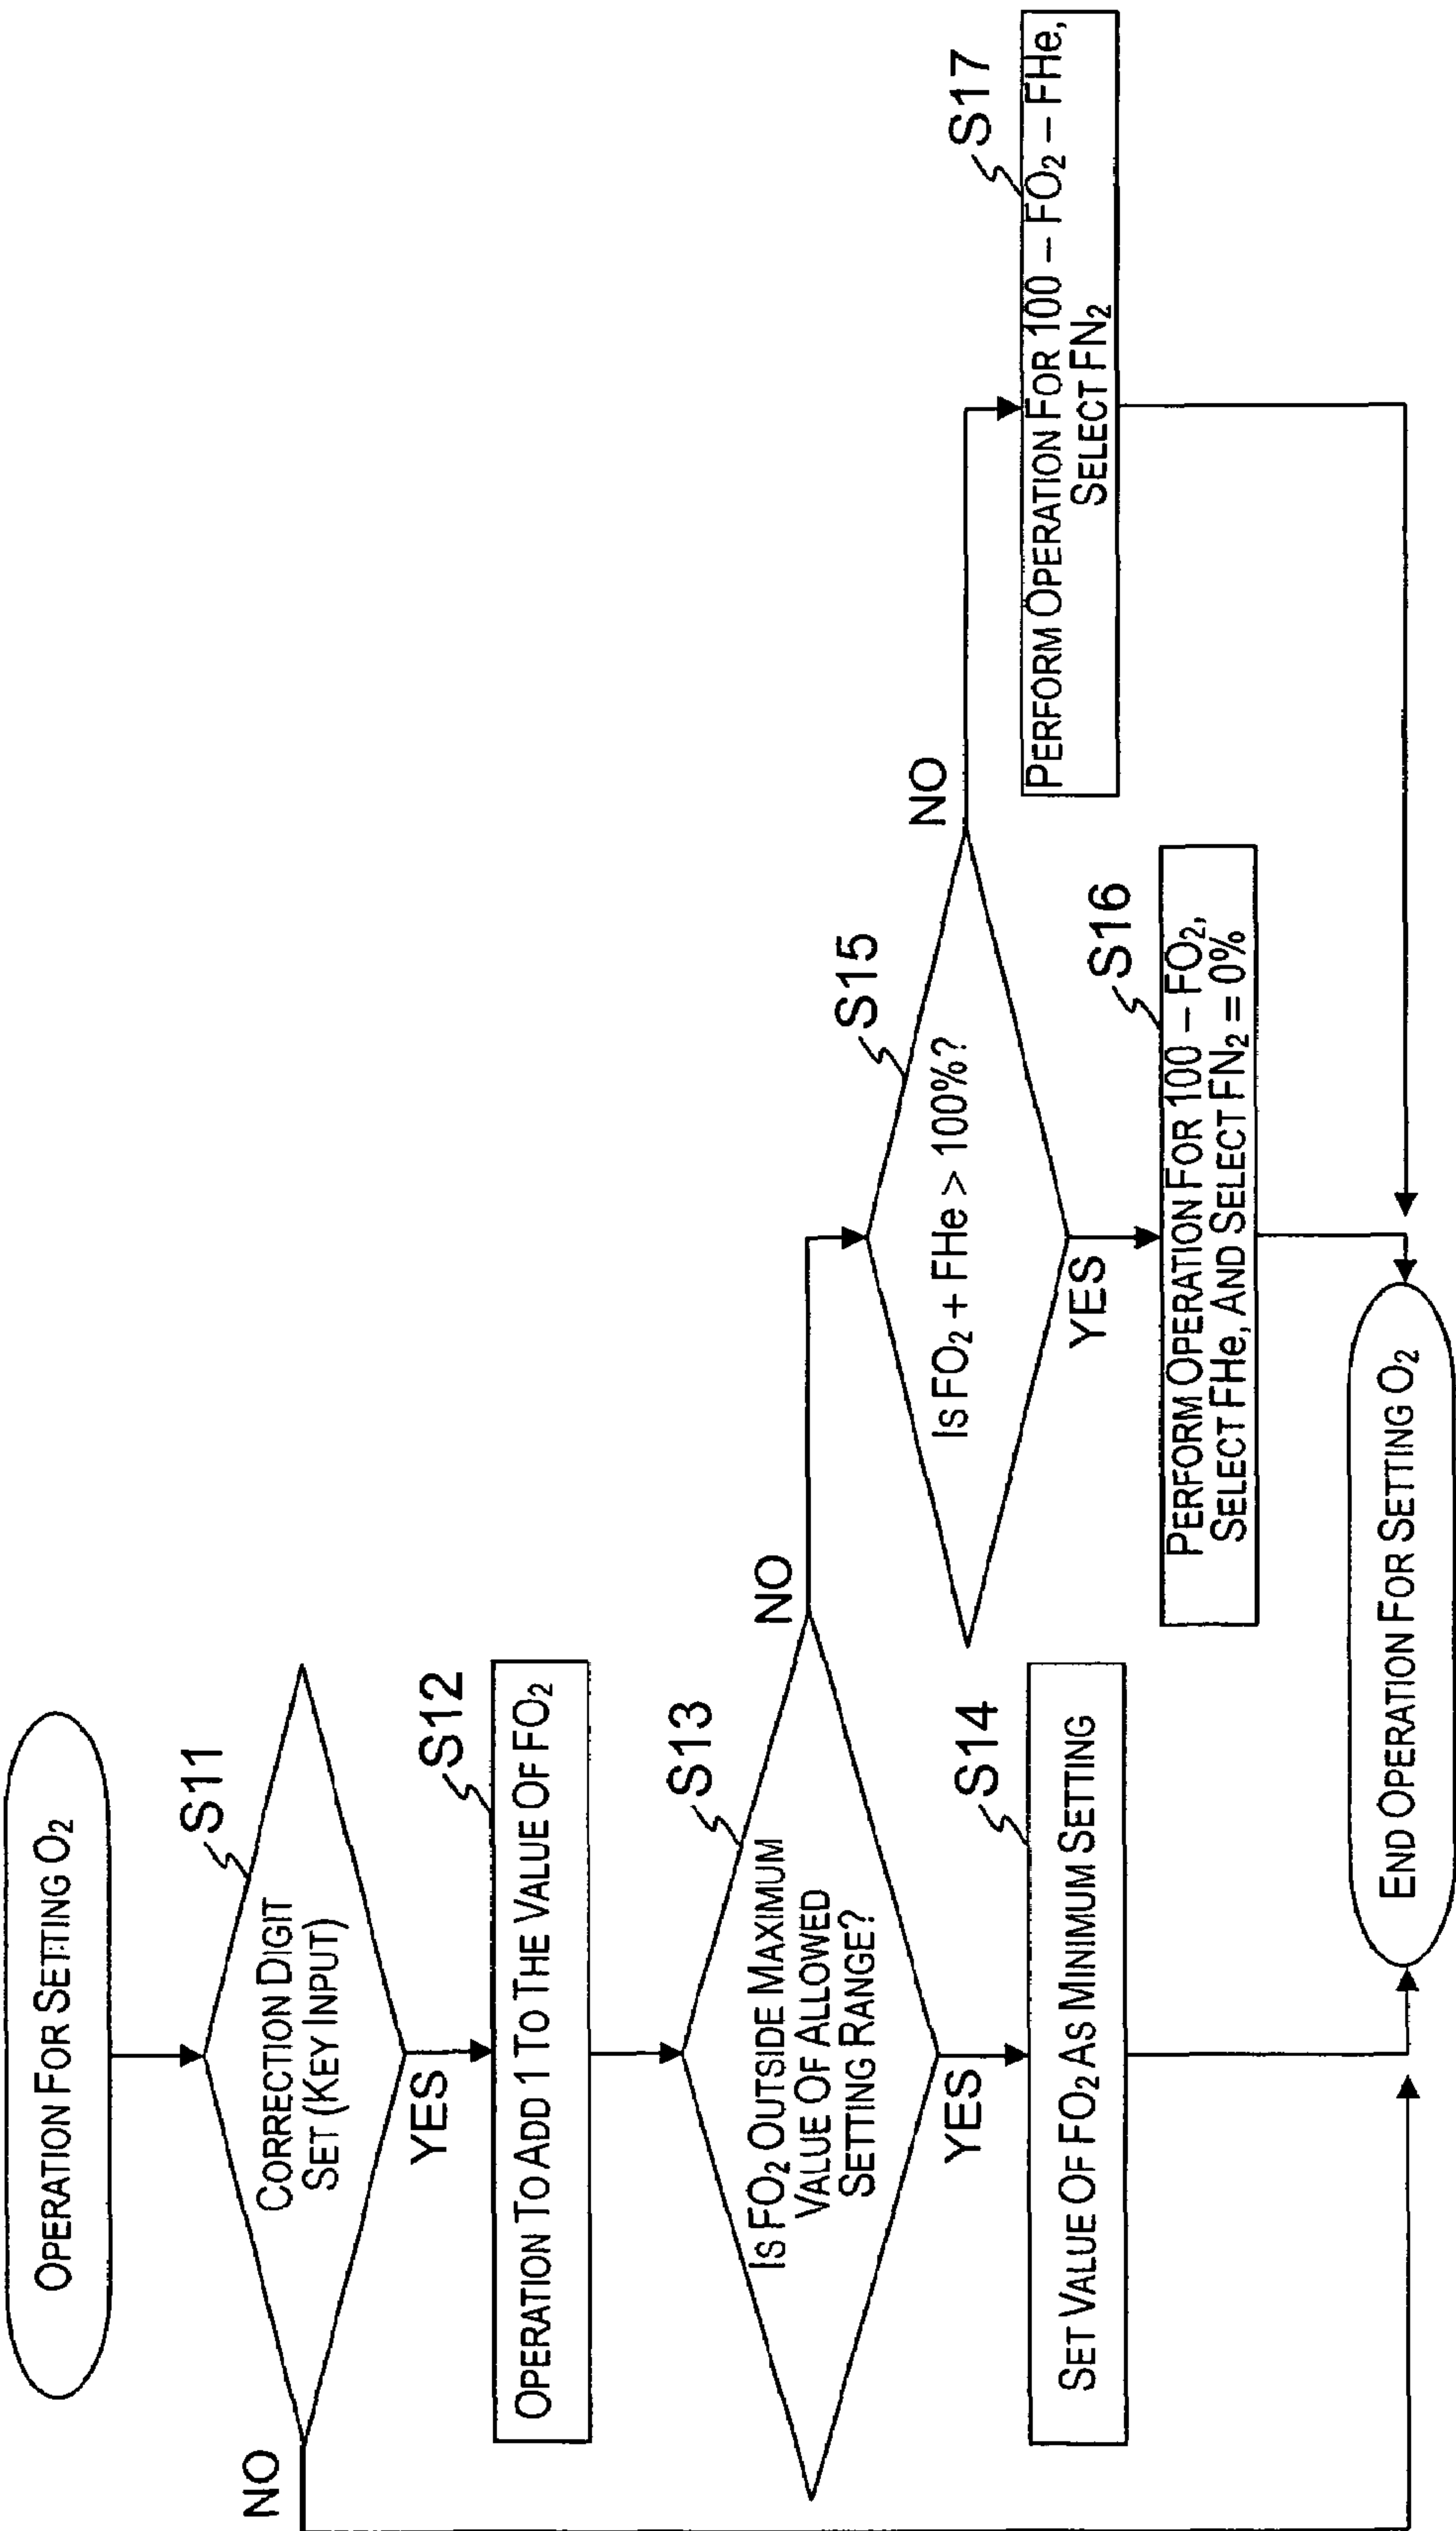 OPERATION FOR SETTING O₂
S11
CORRECTION DIGIT
SET (KEY INPUT)
NO
YES
S12
OPERATION TO ADD 1 TO THE VALUE OF FO₂
S13
IS FO₂ OUTSIDE MAXIMUM
VALUE OF ALLOWED
SETTING RANGE?
NO
YES
S14
SET VALUE OF FO₂ AS MINIMUM SETTING
S15
IS FO₂ + FHe > 100%?
NO
YES
S16
PERFORM OPERATION FOR 100 – FO₂,
SELECT FHe, AND SELECT FN₂ = 0%
S17
PERFORM OPERATION FOR 100 – FO₂ – FHe,
SELECT FN₂
END OPERATION FOR SETTING O₂